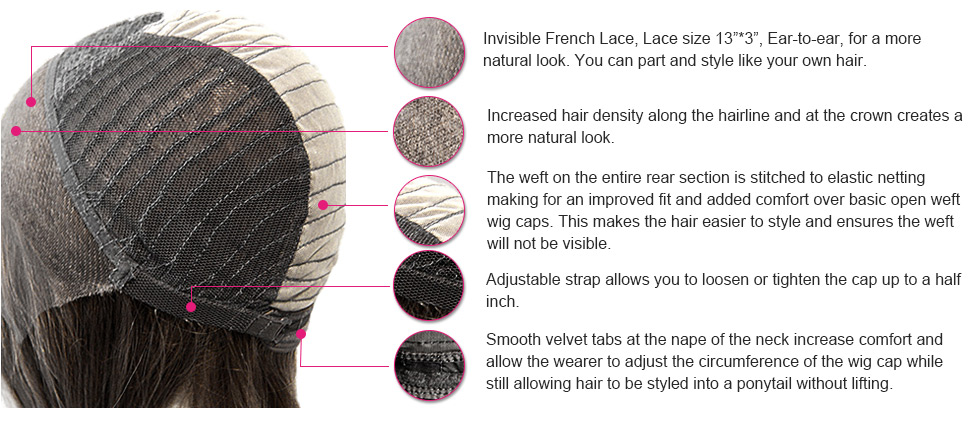 Invisible French Lace, Lace size 13”*3”, Ear-to-ear, for a more
natural look. You can part and style like your own hair.
Increased hair density along the hairline and at the crown creates a
more natural look.
The weft on the entire rear section is stitched to elastic netting
making for an improved fit and added comfort over basic open weft
wig caps. This makes the hair easier to style and ensures the weft
will not be visible.
Adjustable strap allows you to loosen or tighten the cap up to a half
inch.
Smooth velvet tabs at the nape of the neck increase comfort and
allow the wearer to adjust the circumference of the wig cap while
still allowing hair to be styled into a ponytail without lifting.